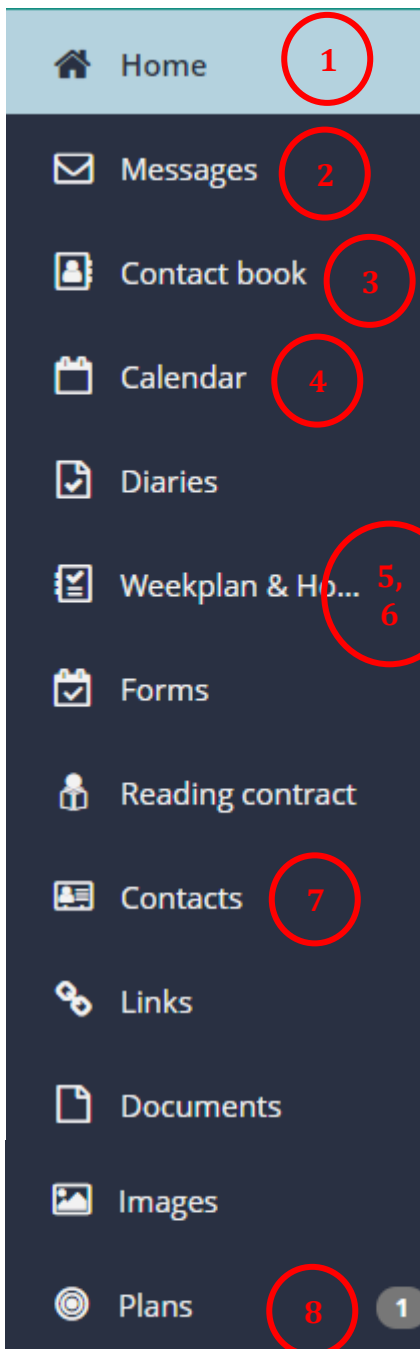 Home 1
Messages 2
Contact book 3
Calendar 4
Diaries
Weekplan & Ho... 5,
6
Forms
Reading contract
Contacts 7
Links
Documents
Images
Plans 8 1